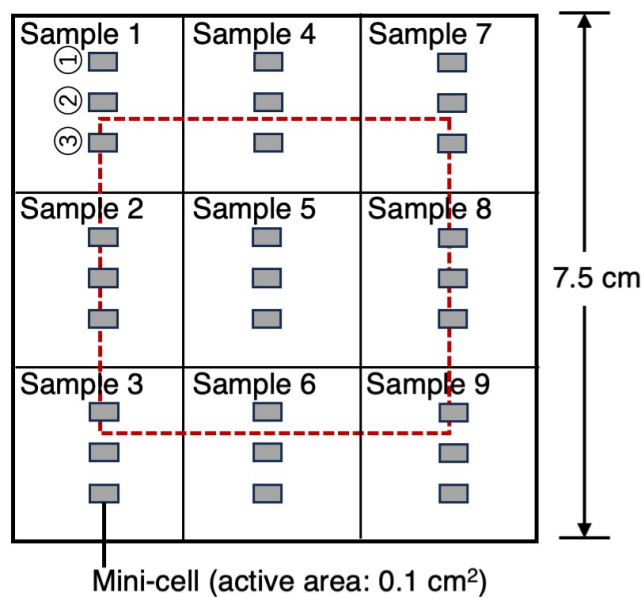 Sample 1 Sample 4 Sample 7
①
②
③
Sample 2 Sample 5 Sample 8
7.5 cm
Sample 3 Sample 6 Sample 9
Mini-cell (active area: 0.1 cm²)